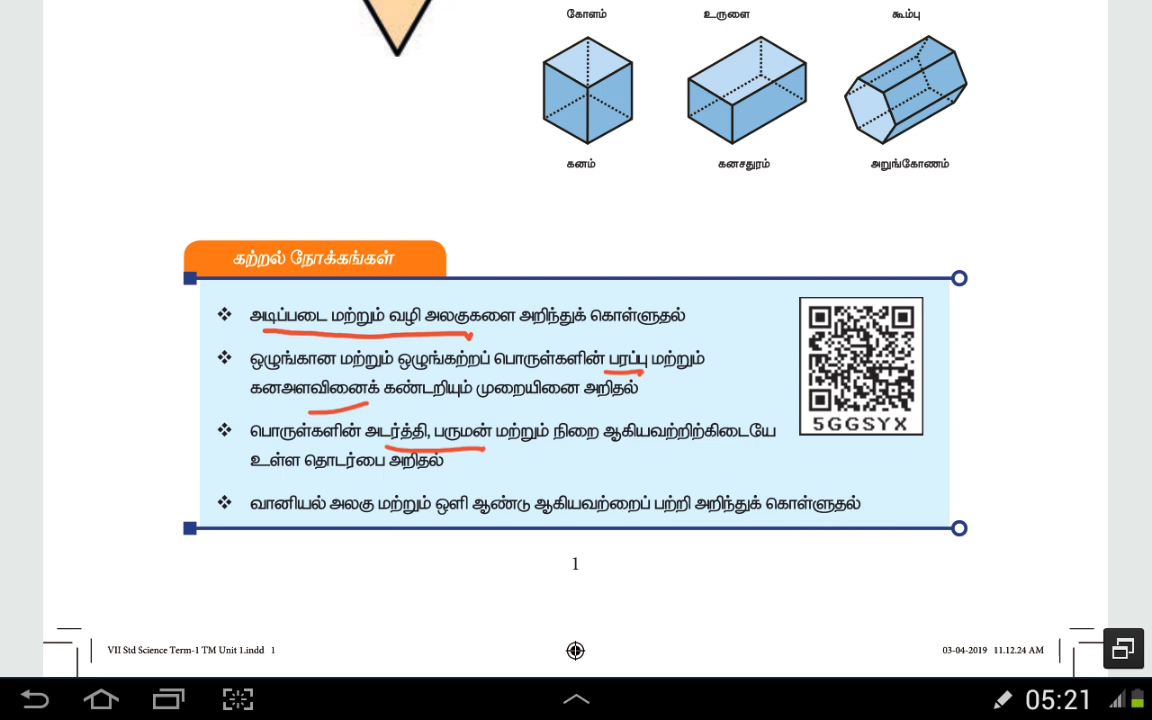 கோளம் உருளை கூம்பு
கனம் கனசதுரம் அறுங்கோணம்
கற்றல் நோக்கங்கள்
❖ அடிப்படை மற்றும் வழி அலகுகளை அறிந்துக் கொள்ளுதல்
❖ ஒழுங்கான மற்றும் ஒழுங்கற்றப் பொருள்களின் பரப்பு மற்றும்
கனஅளவினைக் கண்டறியும் முறையினை அறிதல்
❖ பொருள்களின் அடர்த்தி, பருமன் மற்றும் நிறை ஆகியவற்றிற்கிடையே
உள்ள தொடர்பை அறிதல்
❖ வானியல் அலகு மற்றும் ஒளி ஆண்டு ஆகியவற்றைப் பற்றி அறிந்துக் கொள்ளுதல்
5GGSYX
1
VII Std Science Term-1 TM Unit 1.indd 1
03-04-2019 11.12.24 AM
05:21